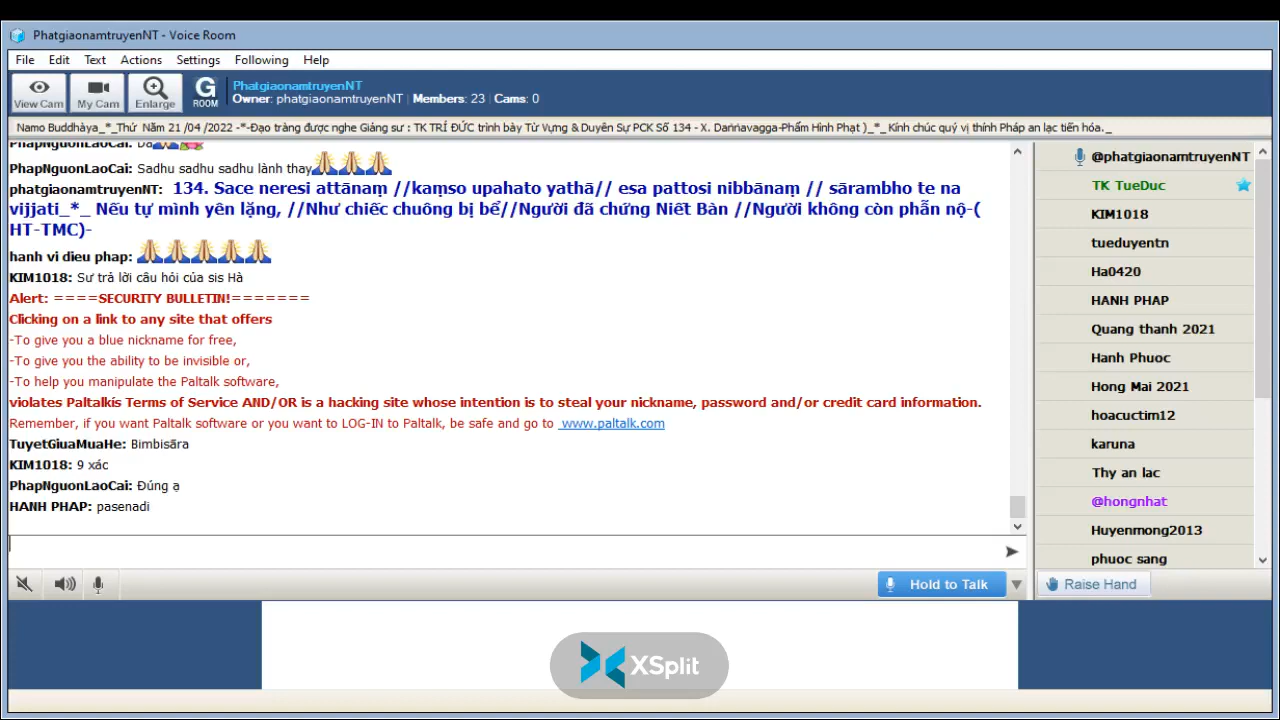 PhatgiaonamtruyenNT - Voice Room
File Edit Text Actions Settings Following Help
View Cam My Cam Enlarge G ROOM
PhatgiaonamtruyenNT
Owner: phatgiaonamtruyenNT | Members: 23 | Cams: 0
Namo Buddhàya_*_Thứ Năm 21 /04 /2022 -*-Đạo tràng được nghe Giảng sư : TK TRÍ ĐỨC trình bày Từ Vựng & Duyên Sự PCK Số 134 - X. Daṇṇavagga-Phẩm Hình Phạt )_*_ Kính chúc quý vị thính Pháp an lạc tiến hóa._
PhapNguonLaoCai: Dạ
PhapNguonLaoCai: Sadhu sadhu sadhu lành thay
phatgiaonamtruyenNT: 134. Sace neresi attānaṃ //kaṃso upahato yathā// esa pattosi nibbānaṃ // sārambho te na
vijjati_*_ Nếu tự mình yên lặng, //Như chiếc chuông bị bể//Người đã chứng Niết Bàn //Người không còn phẫn nộ-(
HT-TMC)-
hanh vi dieu phap:
KIM1018: Sư trả lời câu hỏi của sis Hà
Alert: ====SECURITY BULLETIN!=======
Clicking on a link to any site that offers
-To give you a blue nickname for free,
-To give you the ability to be invisible or,
-To help you manipulate the Paltalk software,
violates Paltalkís Terms of Service AND/OR is a hacking site whose intention is to steal your nickname, password and/or credit card information.
Remember, if you want Paltalk software or you want to LOG-IN to Paltalk, be safe and go to www.paltalk.com
TuyetGiuaMuaHe: Bimbisāra
KIM1018: 9 xác
PhapNguonLaoCai: Đúng ạ
HANH PHAP: pasenadi
@phatgiaonamtruyenNT
TK TueDuc
KIM1018
tueduyentn
Ha0420
HANH PHAP
Quang thanh 2021
Hanh Phuoc
Hong Mai 2021
hoacuctim12
karuna
Thy an lac
@hongnhat
Huyenmong2013
phuoc sang
Hold to Talk
Raise Hand
XSplit